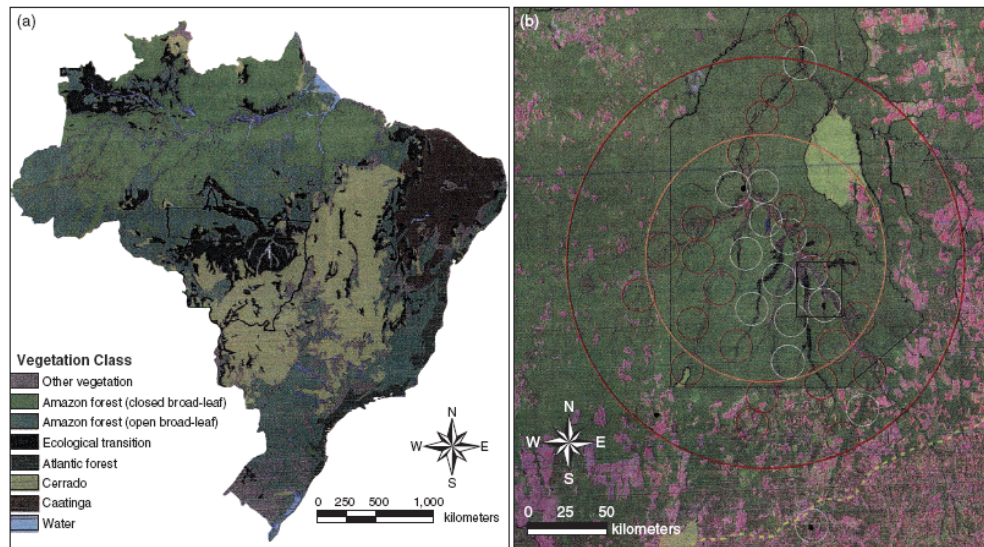 (a)
Vegetation Class
Other vegetation
Amazon forest (closed broad-leaf)
Amazon forest (open broad-leaf)
Ecological transition
Atlantic forest
Cerrado
Caatinga
Water
N
W E
S
0 250 500 1,000
kilometers
(b)
N
W E
S
0 25 50
kilometers